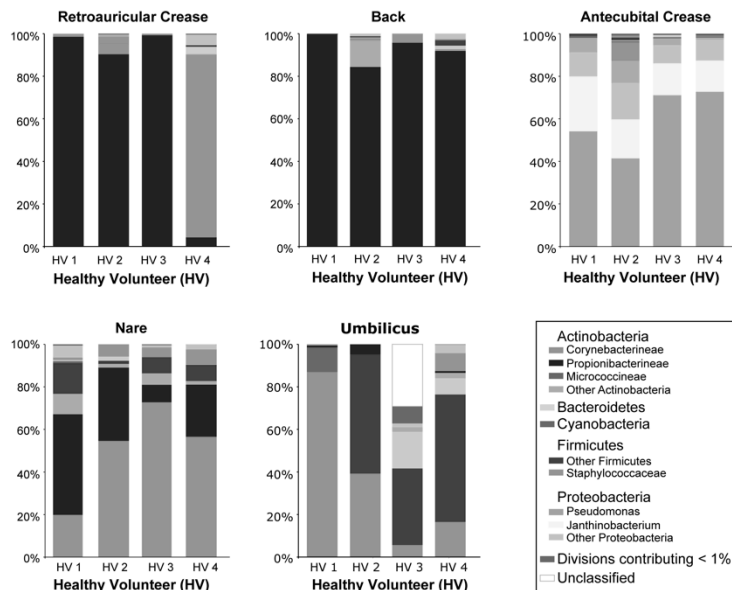 Retroauricular Crease
100%
80%
60%
40%
20%
0%
HV 1 HV 2 HV 3 HV 4
Healthy Volunteer (HV)
Back
100%
80%
60%
40%
20%
0%
HV 1 HV 2 HV 3 HV 4
Healthy Volunteer (HV)
Antecubital Crease
100%
80%
60%
40%
20%
0%
HV 1 HV 2 HV 3 HV 4
Healthy Volunteer (HV)
Nare
100%
80%
60%
40%
20%
0%
HV 1 HV 2 HV 3 HV 4
Healthy Volunteer (HV)
Umbilicus
100%
80%
60%
40%
20%
0%
HV 1 HV 2 HV 3 HV 4
Healthy Volunteer (HV)
Actinobacteria
Corynebacterineae
Propionibacterineae
Micrococcineae
Other Actinobacteria
Bacteroidetes
Cyanobacteria
Firmicutes
Other Firmicutes
Staphylococcaceae
Proteobacteria
Pseudomonas
Janthinobacterium
Other Proteobacteria
Divisions contributing < 1%
Unclassified